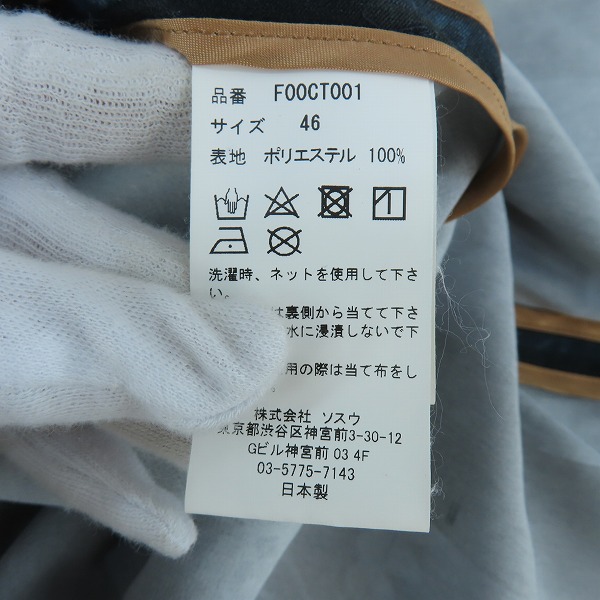 品番 F00CT001
サイズ 46
表地 ポリエステル 100%
洗濯時、ネットを使用して下さ
い。
は裏側から当てて下さ
水に浸漬しないで下
用の際は当て布をし
株式会社 ソスウ
東京都渋谷区神宮前3-30-12
Gビル神宮前 03 4F
03-5775-7143
日本製